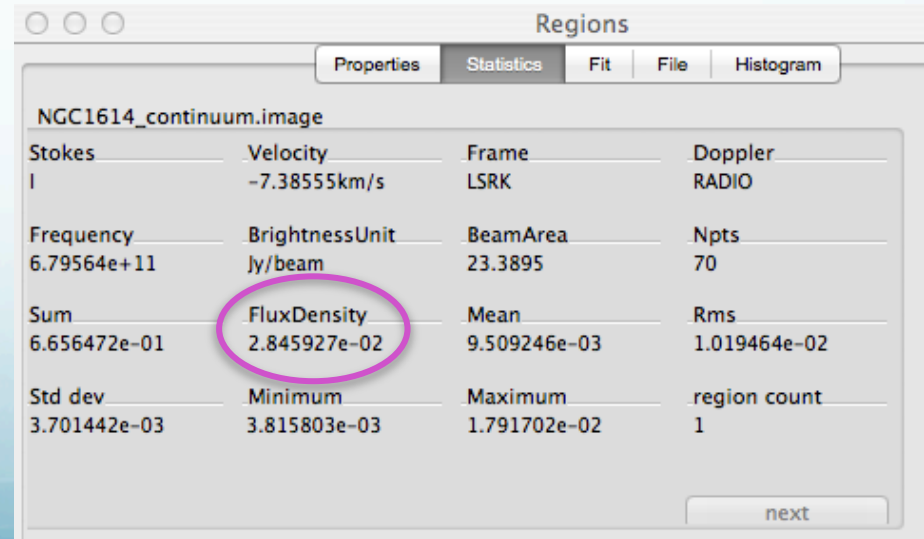 Regions
Properties Statistics Fit File Histogram
NGC1614_continuum.image
Stokes Velocity Frame Doppler
I -7.38555km/s LSRK RADIO
Frequency BrightnessUnit BeamArea Npts
6.79564e+11 Jy/beam 23.3895 70
Sum FluxDensity Mean Rms
6.656472e-01 2.845927e-02 9.509246e-03 1.019464e-02
Std dev Minimum Maximum region count
3.701442e-03 3.815803e-03 1.791702e-02 1
next